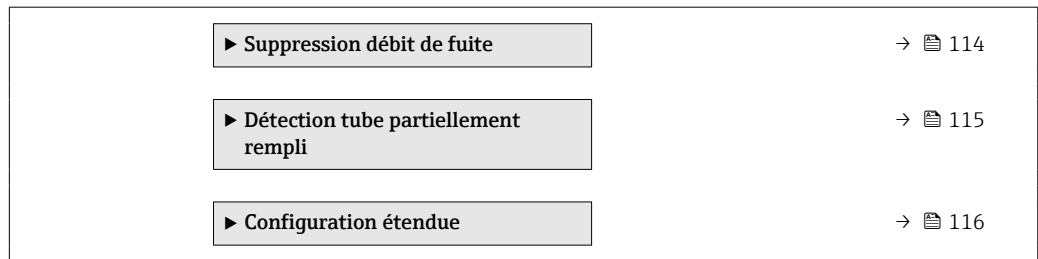 ▶ Suppression débit de fuite → 114
▶ Détection tube partiellement → 115
rempli
▶ Configuration étendue → 116